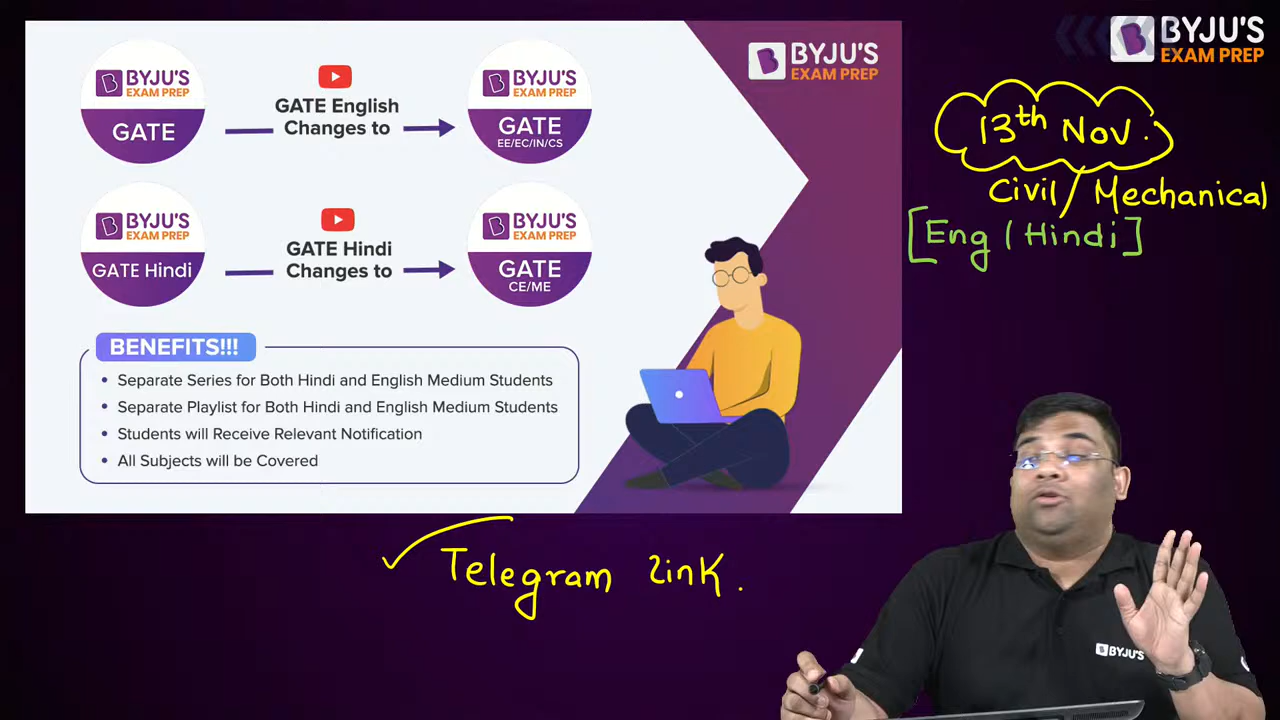 BYJU'S
EXAM PREP
GATE
GATE English
Changes to
BYJU'S
EXAM PREP
GATE
EE/EC/IN/CS
BYJU'S
EXAM PREP
BYJU'S
EXAM PREP
GATE Hindi
GATE Hindi
Changes to
BYJU'S
EXAM PREP
GATE
CE/ME
BENEFITS!!!
• Separate Series for Both Hindi and English Medium Students
• Separate Playlist for Both Hindi and English Medium Students
• Students will Receive Relevant Notification
• All Subjects will be Covered
BYJU'S
EXAM PREP
13th Nov.
Civil/Mechanical
[Eng | Hindi]
Telegram link.
BYJU'S